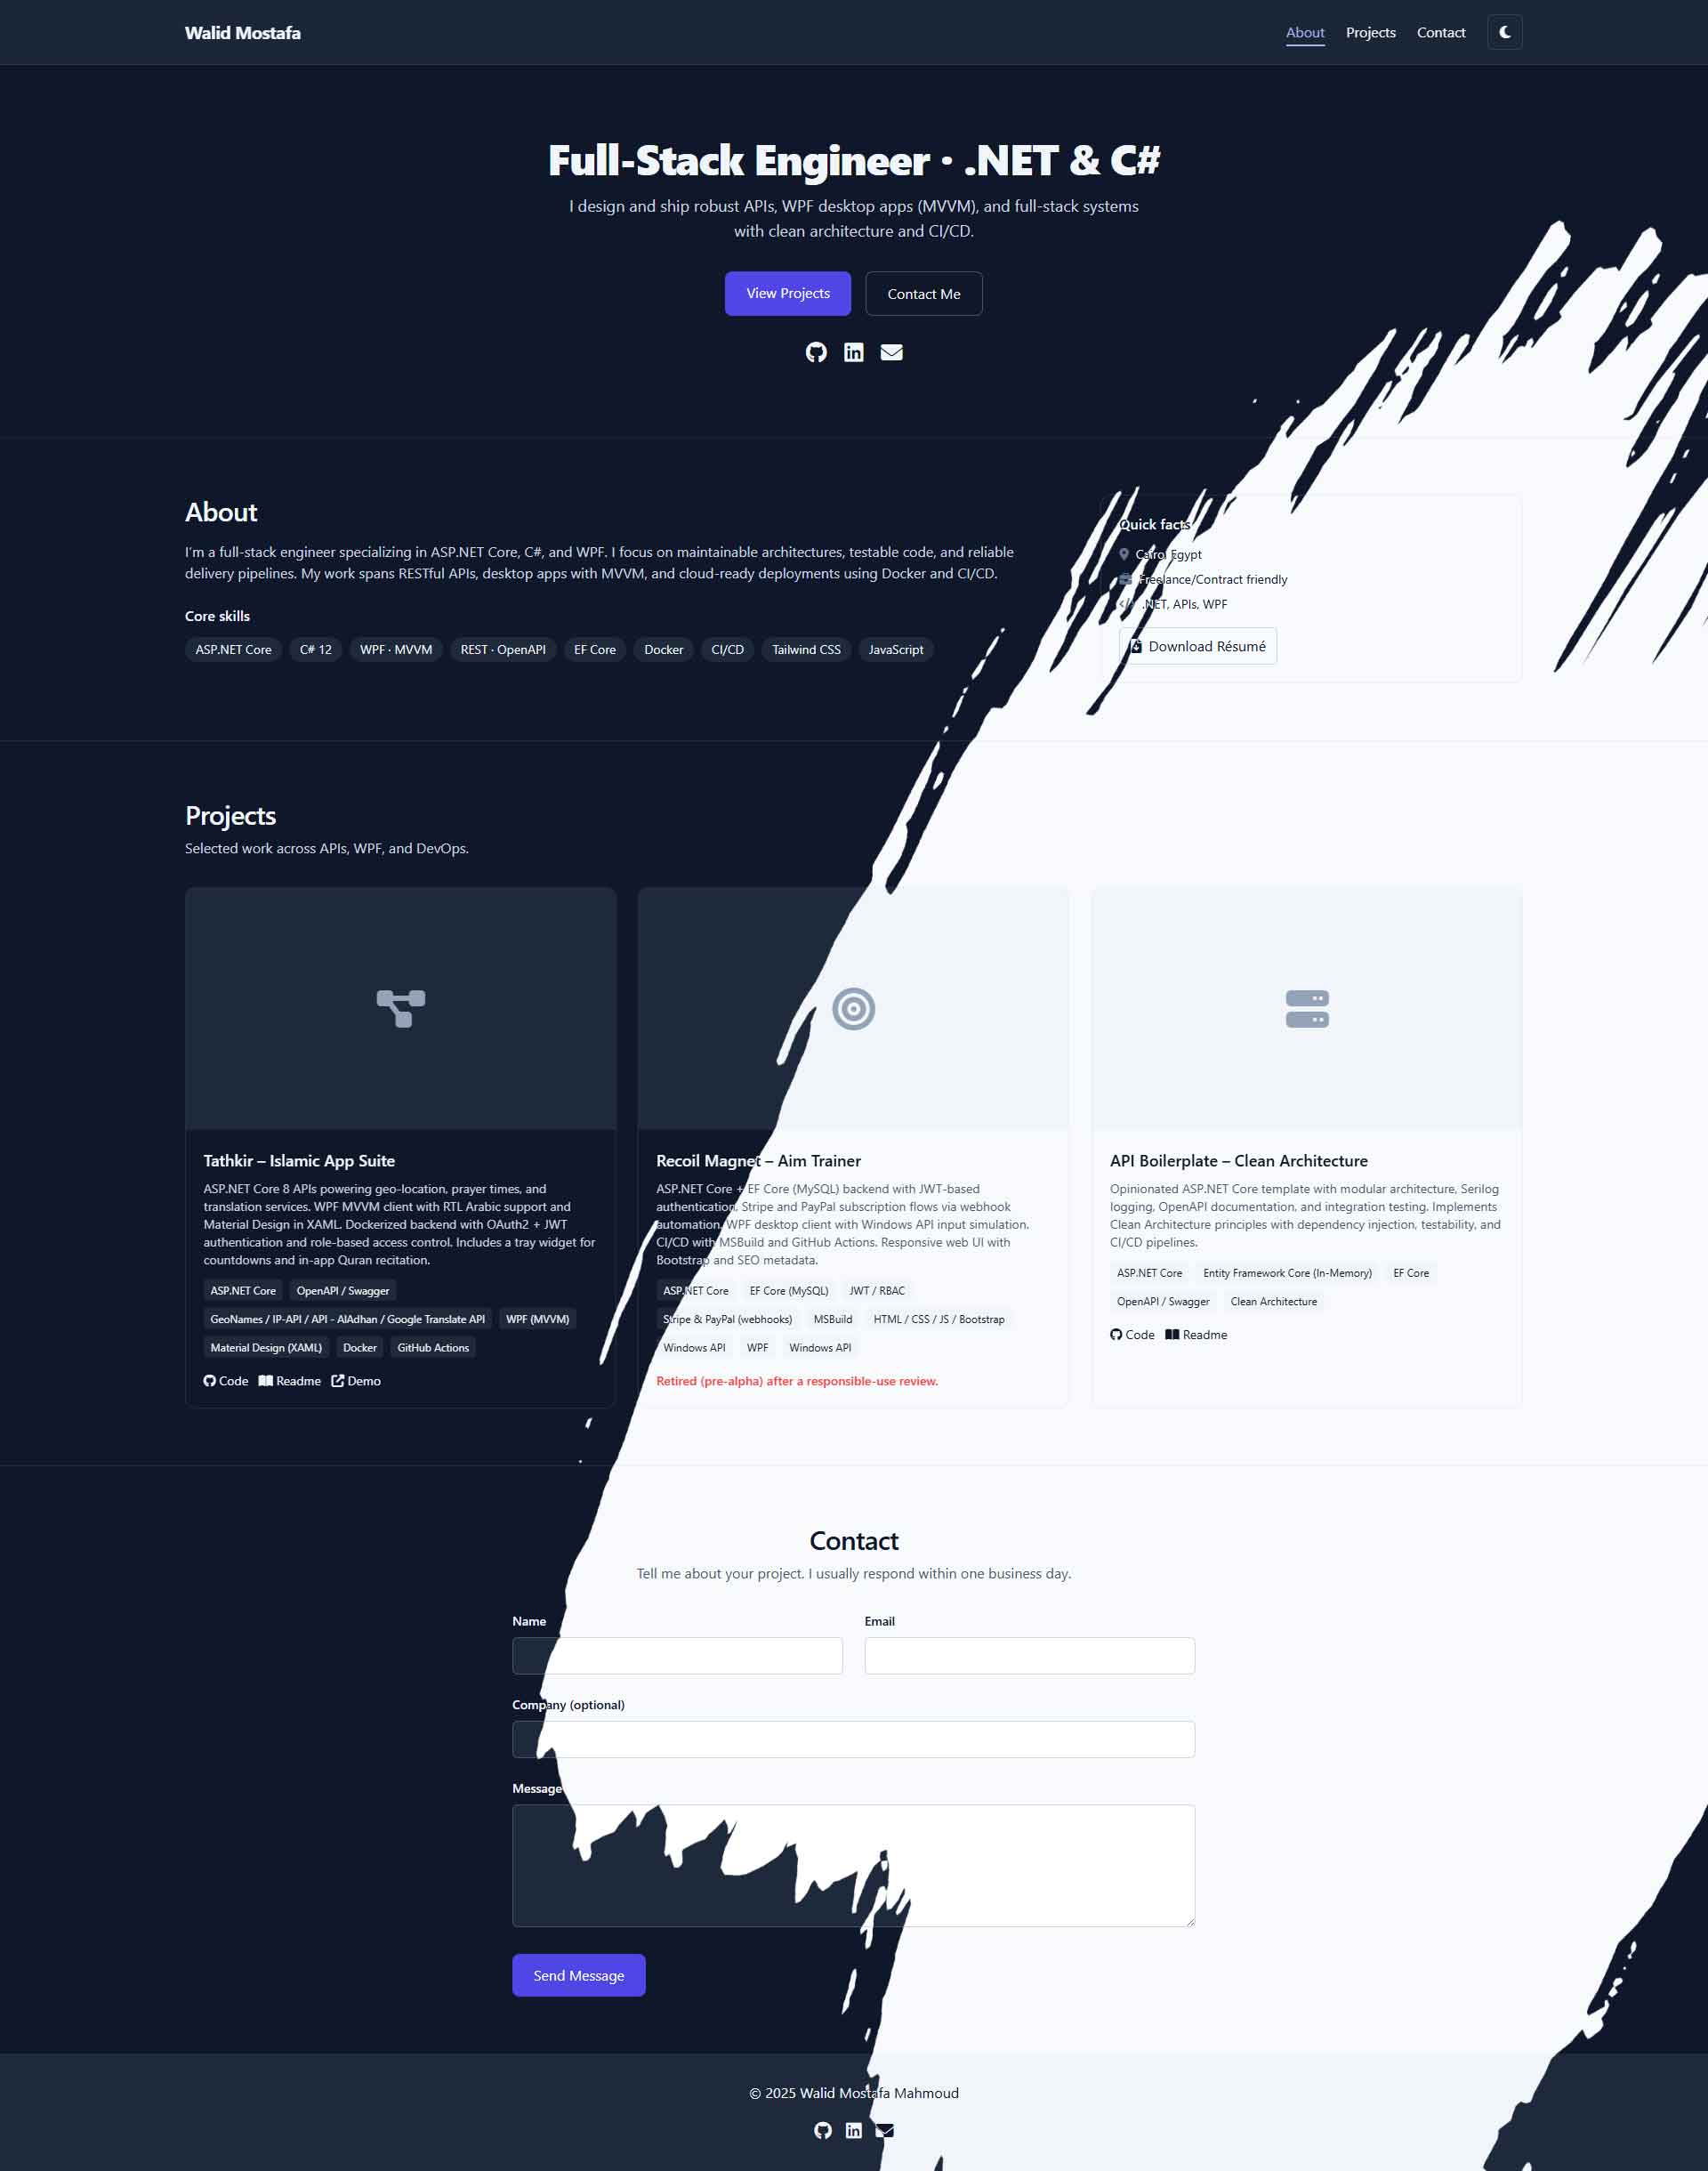 Walid Mostafa
About Projects Contact
Full-Stack Engineer · .NET & C#
I design and ship robust APIs, WPF desktop apps (MVVM), and full-stack systems
with clean architecture and CI/CD.
View Projects Contact Me
About
I'm a full-stack engineer specializing in ASP.NET Core, C#, and WPF. I focus on maintainable architectures, testable code, and reliable
delivery pipelines. My work spans RESTful APIs, desktop apps with MVVM, and cloud-ready deployments using Docker and CI/CD.
Core skills
ASP.NET Core C# 12 WPF · MVVM REST · OpenAPI EF Core Docker CI/CD Tailwind CSS JavaScript
Quick facts
Cairo, Egypt
Freelance/Contract friendly
.NET, APIs, WPF
Download Résumé
Projects
Selected work across APIs, WPF, and DevOps.
Tathkir – Islamic App Suite
ASP.NET Core 8 APIs powering geo-location, prayer times, and
translation services. WPF MVVM client with RTL Arabic support and
Material Design in XAML. Dockerized backend with OAuth2 + JWT
authentication and role-based access control. Includes a tray widget for
countdowns and in-app Quran recitation.
ASP.NET Core OpenAPI / Swagger
GeoNames / IP-API / API - AlAdhan / Google Translate API WPF (MVVM)
Material Design (XAML) Docker GitHub Actions
Code Readme Demo
Recoil Magnet – Aim Trainer
ASP.NET Core + EF Core (MySQL) backend with JWT-based
authentication, Stripe and PayPal subscription flows via webhook
automation. WPF desktop client with Windows API input simulation.
CI/CD with MSBuild and GitHub Actions. Responsive web UI with
Bootstrap and SEO metadata.
ASP.NET Core EF Core (MySQL) JWT / RBAC
Stripe & PayPal (webhooks) MSBuild HTML / CSS / JS / Bootstrap
Windows API WPF Windows API
Retired (pre-alpha) after a responsible-use review.
API Boilerplate – Clean Architecture
Opinionated ASP.NET Core template with modular architecture, Serilog
logging, OpenAPI documentation, and integration testing. Implements
Clean Architecture principles with dependency injection, testability, and
CI/CD pipelines.
ASP.NET Core Entity Framework Core (In-Memory) EF Core
OpenAPI / Swagger Clean Architecture
Code Readme
Contact
Tell me about your project. I usually respond within one business day.
Name Email
Company (optional)
Message
Send Message
© 2025 Walid Mostafa Mahmoud